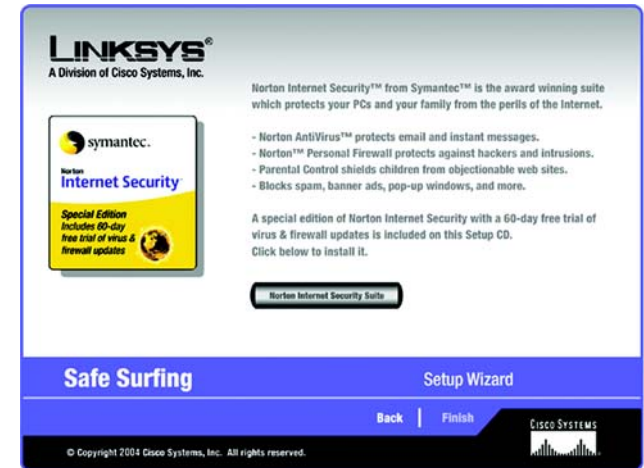 LINKSYS®
A Division of Cisco Systems, Inc.
Norton Internet Security™ from Symantec™ is the award winning suite
which protects your PCs and your family from the perils of the Internet.
- Norton AntiVirus™ protects email and instant messages.
- Norton™ Personal Firewall protects against hackers and intrusions.
- Parental Control shields children from objectionable web sites.
- Blocks spam, banner ads, pop-up windows, and more.
A special edition of Norton Internet Security with a 60-day free trial of
virus & firewall updates is included on this Setup CD.
Click below to install it.
symantec.
Norton
Internet Security
Special Edition
Includes 60-day
free trial of virus &
firewall updates
Norton Internet Security Suite
Safe Surfing
Setup Wizard
Back | Finish
CISCO SYSTEMS
© Copyright 2004 Cisco Systems, Inc. All rights reserved.